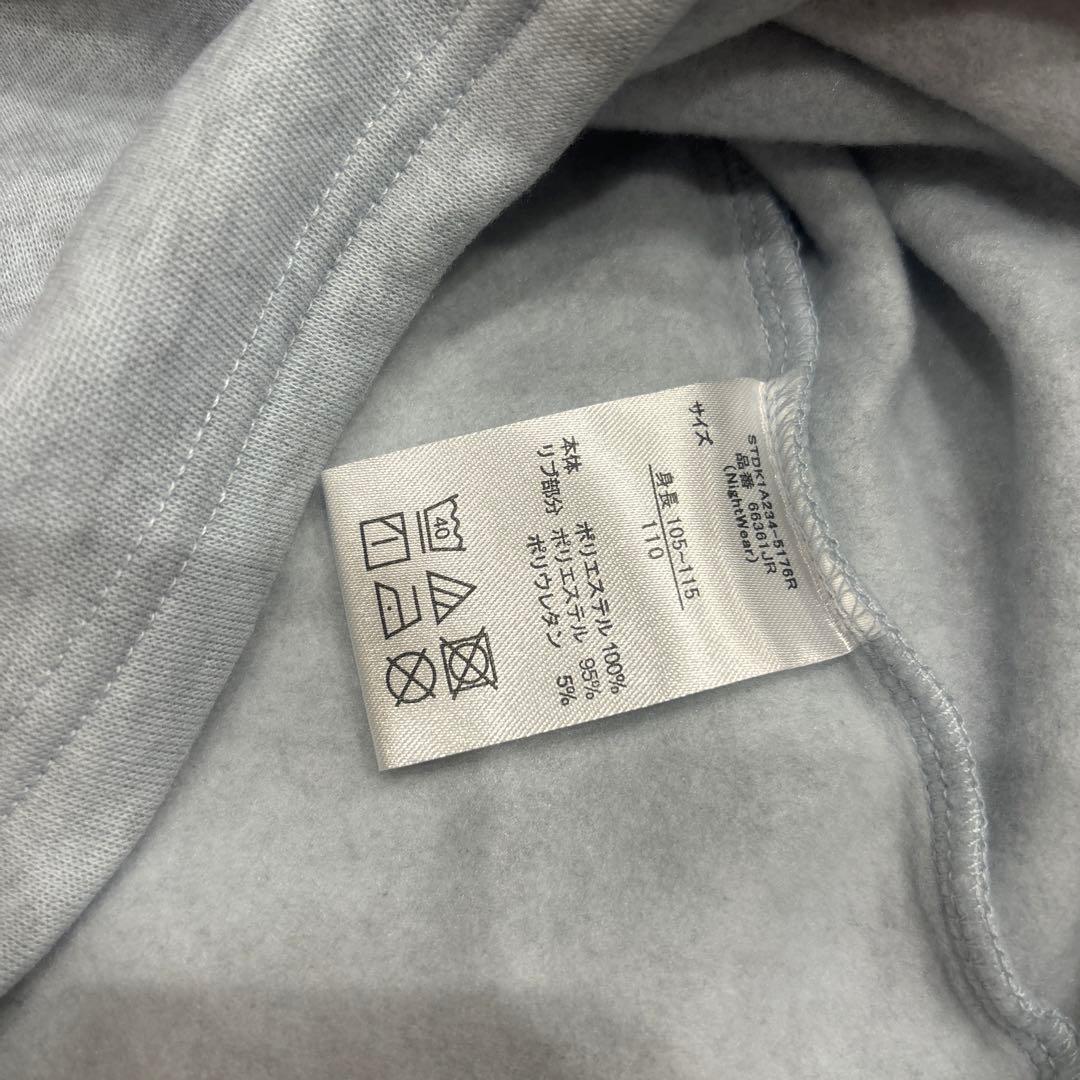 STDK1A234-5176R
品番 66361JR
(NightWear)
サイズ
身長 105~115
110
本体 ポリエステル 100%
リブ部分 ポリエステル 95%
ポリウレタン 5%
40